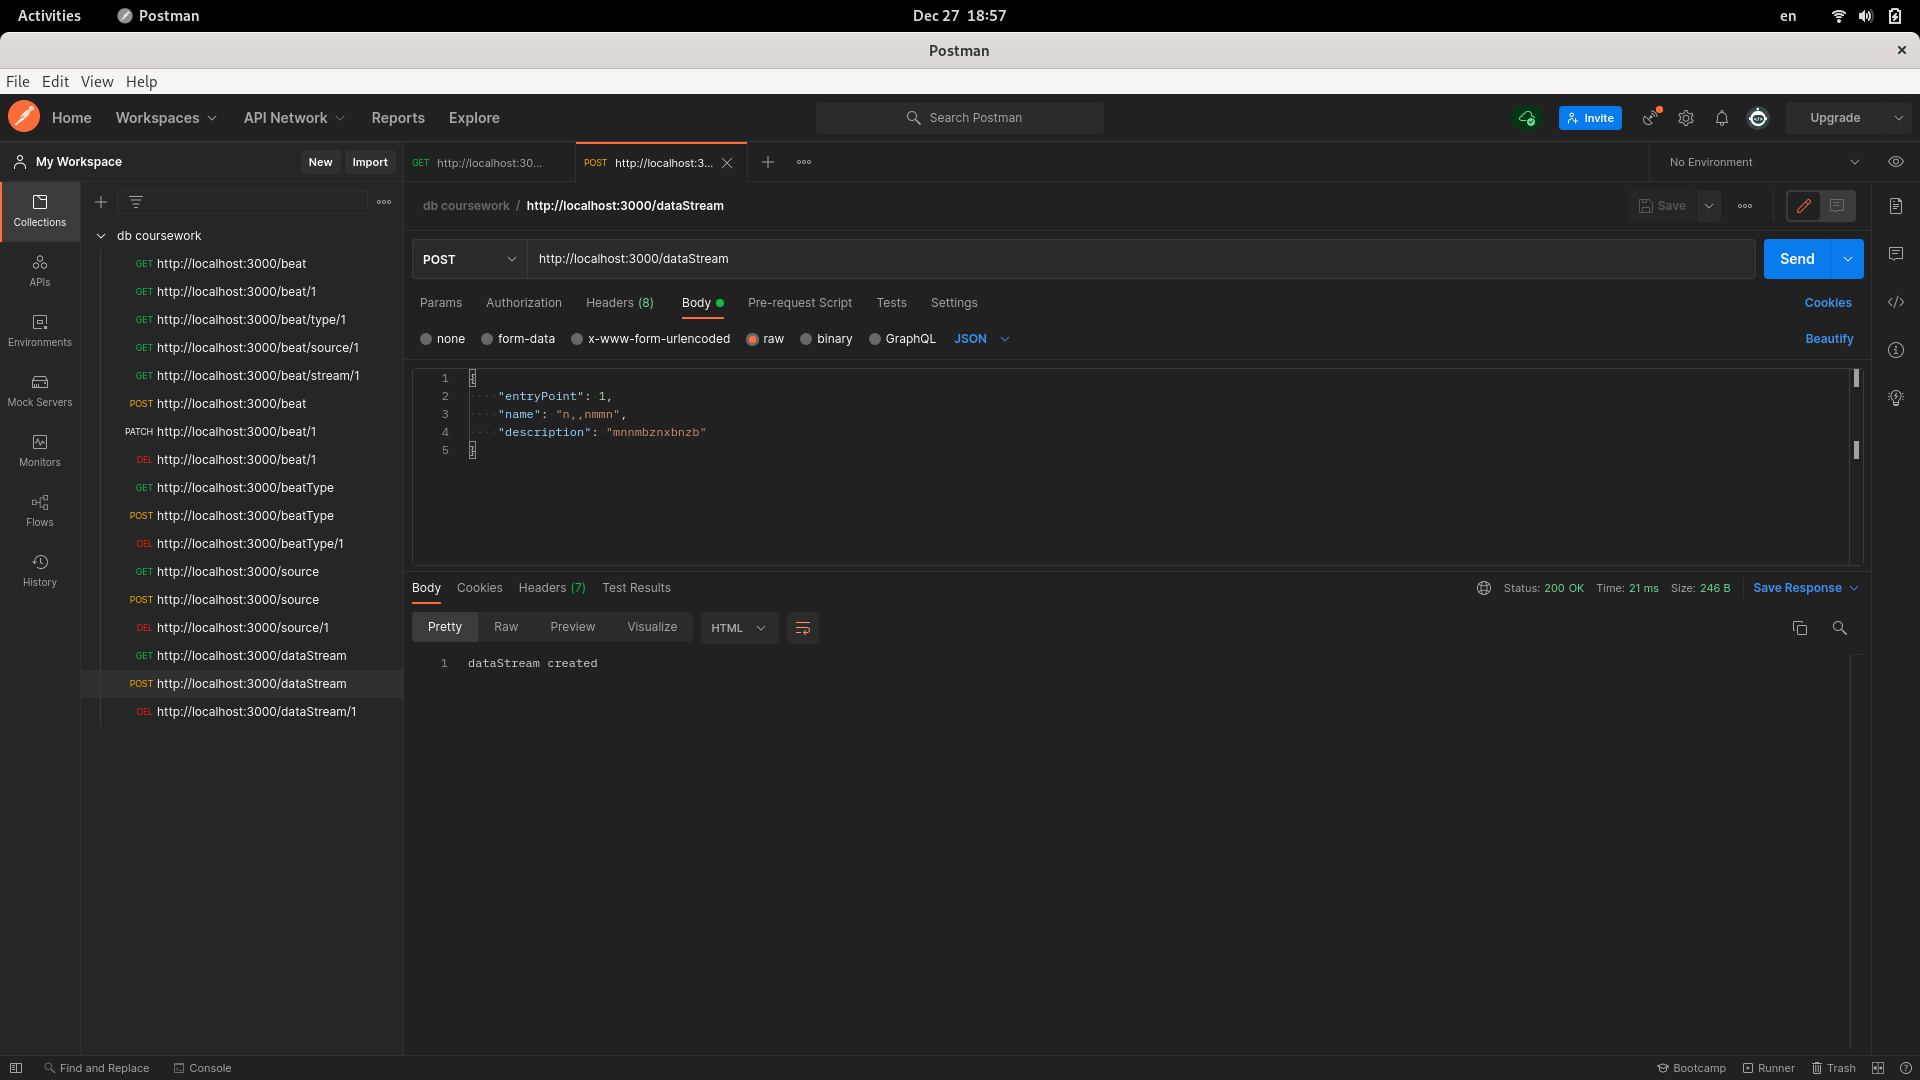 Activities Postman Dec 27 18:57 en
Postman
File Edit View Help
Home Workspaces API Network Reports Explore Search Postman Invite Upgrade
My Workspace New Import GET http://localhost:30... POST http://localhost:3... No Environment
db coursework / http://localhost:3000/dataStream Save
Collections
APIs
Environments
Mock Servers
Monitors
Flows
History
db coursework
GET http://localhost:3000/beat
GET http://localhost:3000/beat/1
GET http://localhost:3000/beat/type/1
GET http://localhost:3000/beat/source/1
GET http://localhost:3000/beat/stream/1
POST http://localhost:3000/beat
PATCH http://localhost:3000/beat/1
DEL http://localhost:3000/beat/1
GET http://localhost:3000/beatType
POST http://localhost:3000/beatType
DEL http://localhost:3000/beatType/1
GET http://localhost:3000/source
POST http://localhost:3000/source
DEL http://localhost:3000/source/1
GET http://localhost:3000/dataStream
POST http://localhost:3000/dataStream
DEL http://localhost:3000/dataStream/1
POST http://localhost:3000/dataStream Send
Params Authorization Headers (8) Body Pre-request Script Tests Settings Cookies
none form-data x-www-form-urlencoded raw binary GraphQL JSON Beautify
1 {
2 "entryPoint": 1,
3 "name": "n,,nmmn",
4 "description": "mnnmbznxbnzb"
5 }
Body Cookies Headers (7) Test Results Status: 200 OK Time: 21 ms Size: 246 B Save Response
Pretty Raw Preview Visualize HTML
1 dataStream created
Find and Replace Console Bootcamp Runner Trash